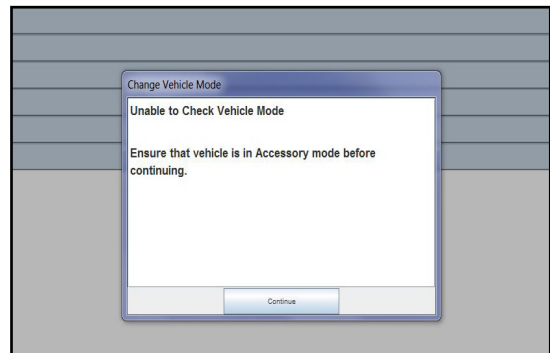 Change Vehicle Mode
Unable to Check Vehicle Mode
Ensure that vehicle is in Accessory mode before
continuing.
Continue